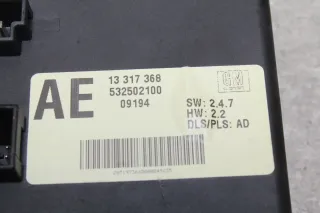 AE
13 317 368
532502100
09194
SW: 2.4.7
HW: 2.2
DLS/PLS: AD